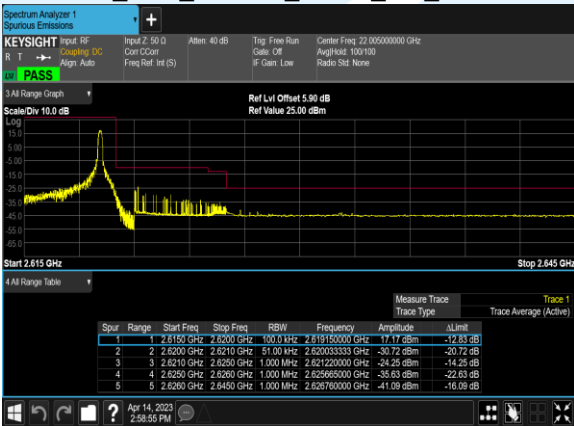 Spectrum Analyzer 1
Spurious Emissions
KEYSIGHT Input: RF Input Z: 50 Ω Atten: 40 dB Trig: Free Run Center Freq: 22.005000000 GHz
R T Coupling: DC Corr CCorr Gate: Off Avg|Hold: 100/100
Align: Auto Freq Ref: Int (S) IF Gain: Low Radio Std: None
PASS
3 All Range Graph
Ref Lvl Offset 5.90 dB
Scale/Div 10.0 dB Ref Value 25.00 dBm
Log
15.0
5.00
-5.00
-15.0
-25.0
-35.0
-45.0
-55.0
-65.0
Start 2.615 GHz Stop 2.645 GHz
4 All Range Table
Measure Trace Trace 1
Trace Type Trace Average (Active)
Spur Range Start Freq Stop Freq RBW Frequency Amplitude ΔLimit
1 1 2.6150 GHz 2.6200 GHz 100.0 kHz 2.619150000 GHz 17.17 dBm -12.83 dB
2 2 2.6200 GHz 2.6210 GHz 51.00 kHz 2.620033333 GHz -30.72 dBm -20.72 dB
3 3 2.6210 GHz 2.6250 GHz 1.000 MHz 2.621220000 GHz -24.25 dBm -14.25 dB
4 4 2.6250 GHz 2.6260 GHz 1.000 MHz 2.625665000 GHz -35.63 dBm -22.63 dB
5 5 2.6260 GHz 2.6450 GHz 1.000 MHz 2.626760000 GHz -41.09 dBm -16.09 dB
Apr 14, 2023
2:58:55 PM